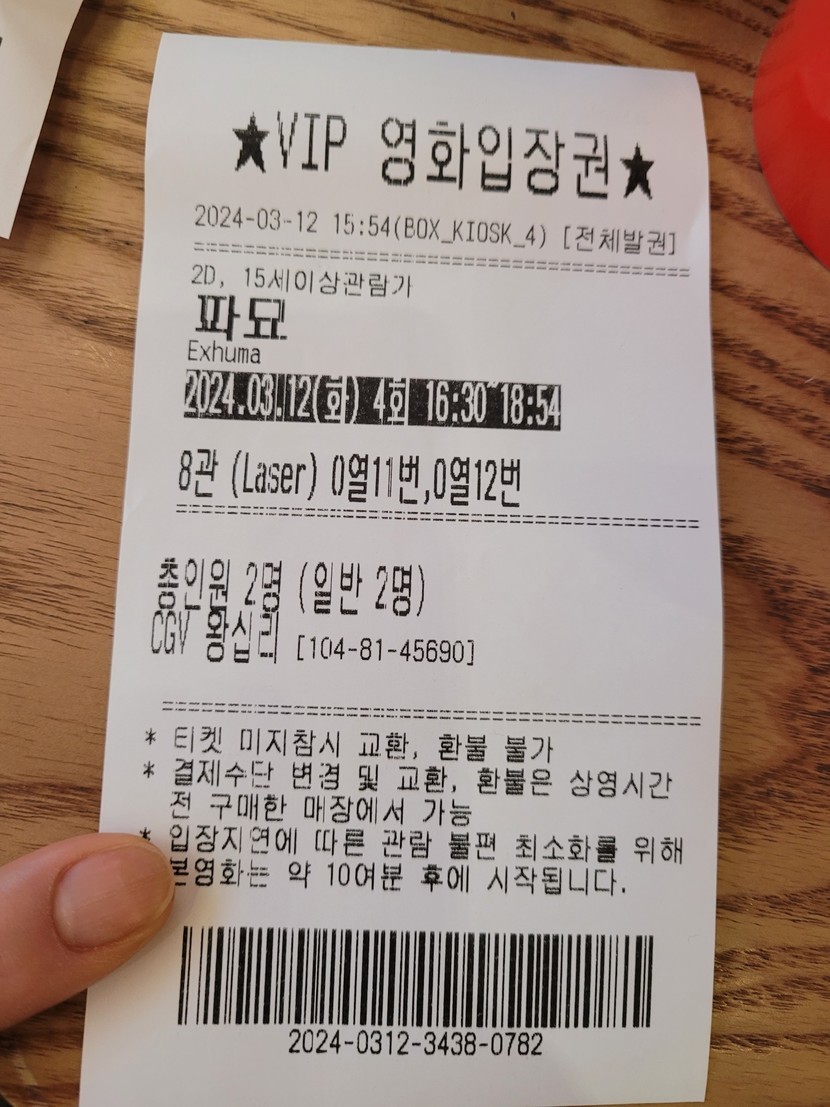 ★VIP 영화입장권★
2024-03-12 15:54(BOX_KIOSK_4) [전체발권]
2D, 15세이상관람가
파묘
Exhuma
2024.03.12(화) 4회 16:30~18:54
8관 (Laser) O열11번,O열12번
총인원 2명 (일반 2명)
CGV 왕십리 [104-81-45690]
* 티켓 미지참시 교환, 환불 불가
* 결제수단 변경 및 교환, 환불은 상영시간
전 구매한 매장에서 가능
* 입장지연에 따른 관람 불편 최소화를 위해
본영화는 약 10여분 후에 시작됩니다.
2024-0312-3438-0782